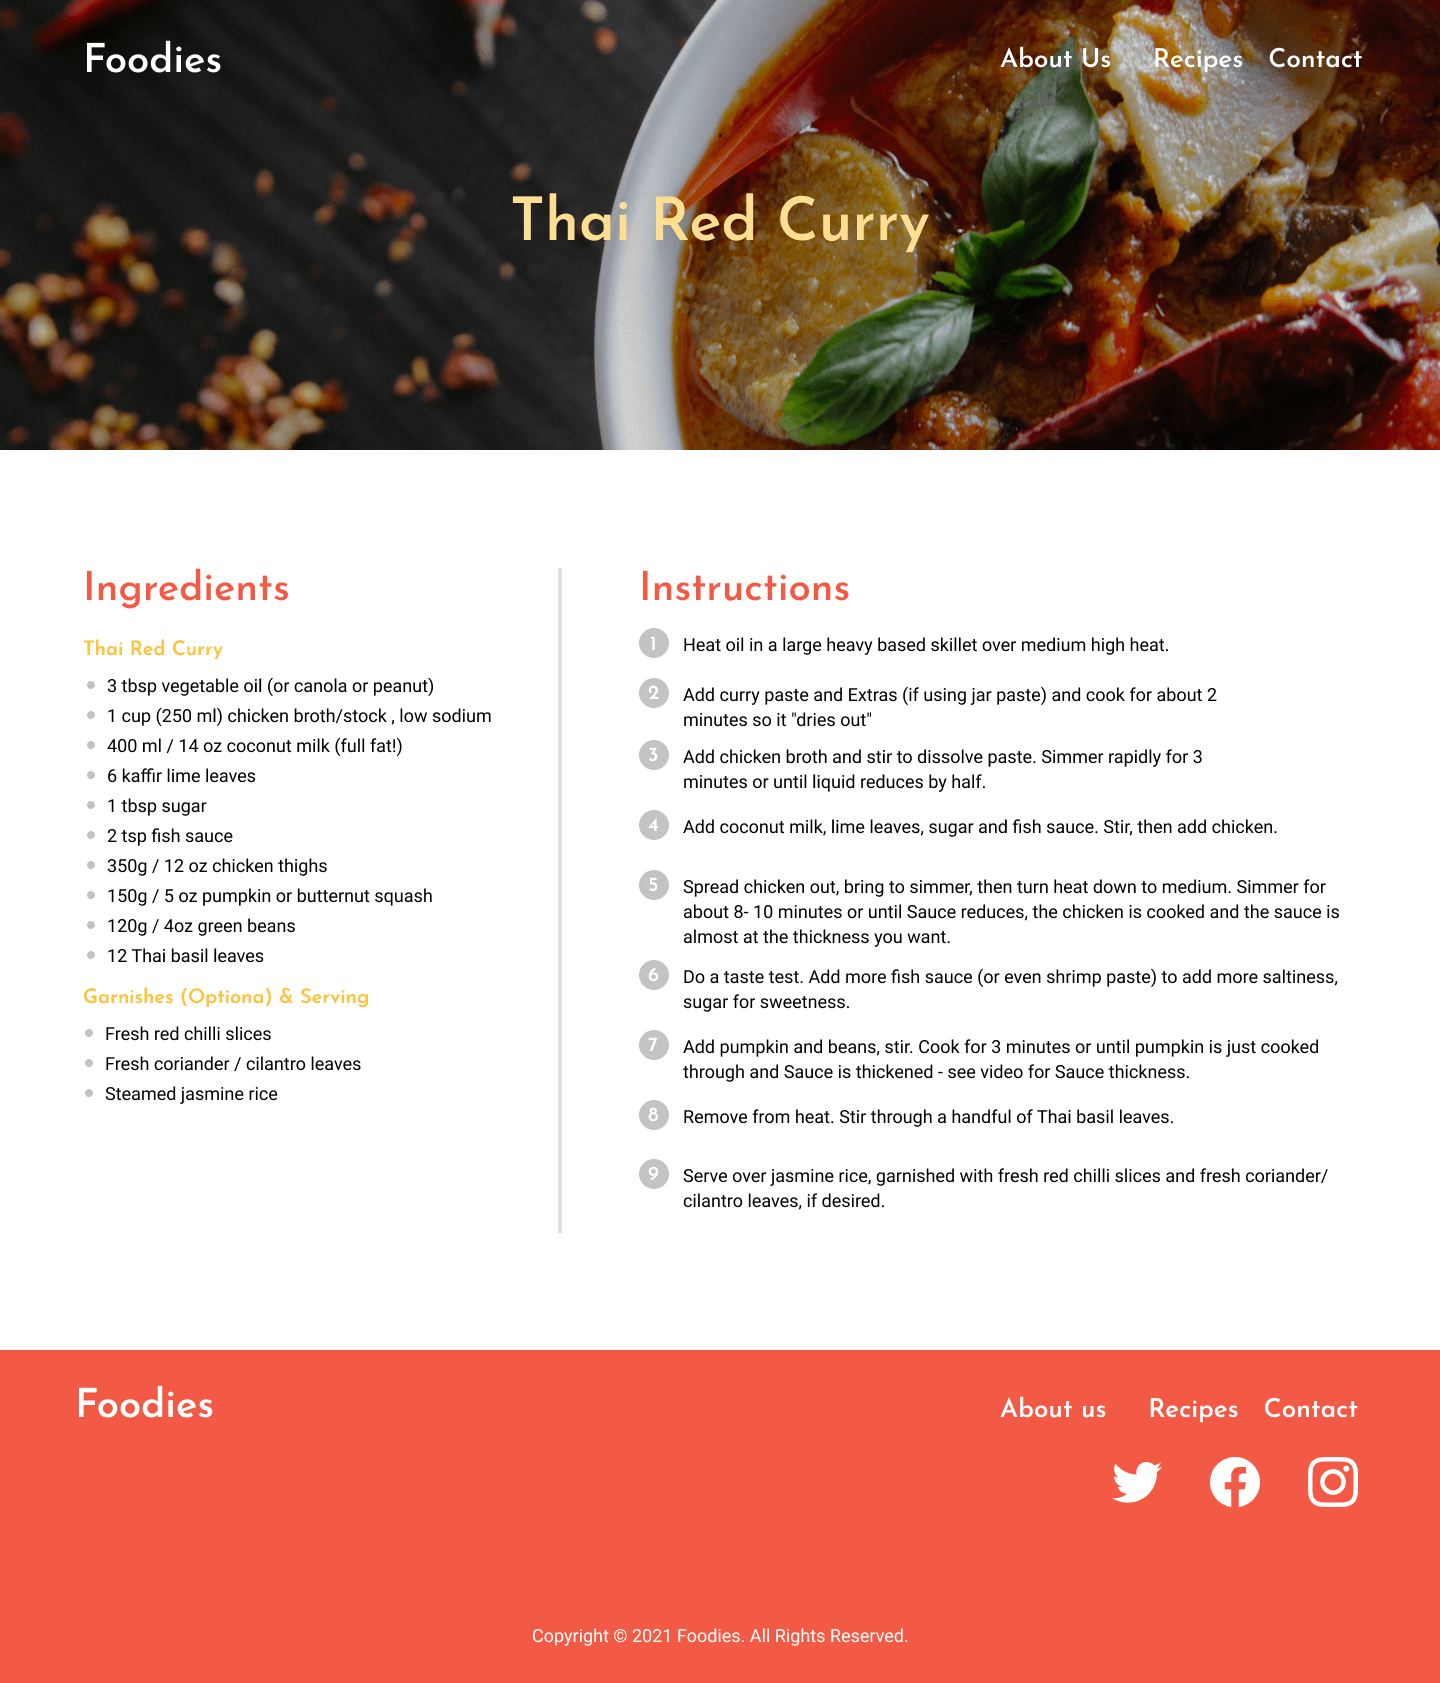 Foodies
About Us Recipes Contact
Thai Red Curry
Ingredients
Thai Red Curry
3 tbsp vegetable oil (or canola or peanut)
1 cup (250 ml) chicken broth/stock , low sodium
400 ml / 14 oz coconut milk (full fat!)
6 kaffir lime leaves
1 tbsp sugar
2 tsp fish sauce
350g / 12 oz chicken thighs
150g / 5 oz pumpkin or butternut squash
120g / 4oz green beans
12 Thai basil leaves
Garnishes (Optiona) & Serving
Fresh red chilli slices
Fresh coriander / cilantro leaves
Steamed jasmine rice
Instructions
1 Heat oil in a large heavy based skillet over medium high heat.
2 Add curry paste and Extras (if using jar paste) and cook for about 2
minutes so it "dries out"
3 Add chicken broth and stir to dissolve paste. Simmer rapidly for 3
minutes or until liquid reduces by half.
4 Add coconut milk, lime leaves, sugar and fish sauce. Stir, then add chicken.
5 Spread chicken out, bring to simmer, then turn heat down to medium. Simmer for
about 8- 10 minutes or until Sauce reduces, the chicken is cooked and the sauce is
almost at the thickness you want.
6 Do a taste test. Add more fish sauce (or even shrimp paste) to add more saltiness,
sugar for sweetness.
7 Add pumpkin and beans, stir. Cook for 3 minutes or until pumpkin is just cooked
through and Sauce is thickened - see video for Sauce thickness.
8 Remove from heat. Stir through a handful of Thai basil leaves.
9 Serve over jasmine rice, garnished with fresh red chilli slices and fresh coriander/
cilantro leaves, if desired.
Foodies
About us Recipes Contact
Copyright © 2021 Foodies. All Rights Reserved.